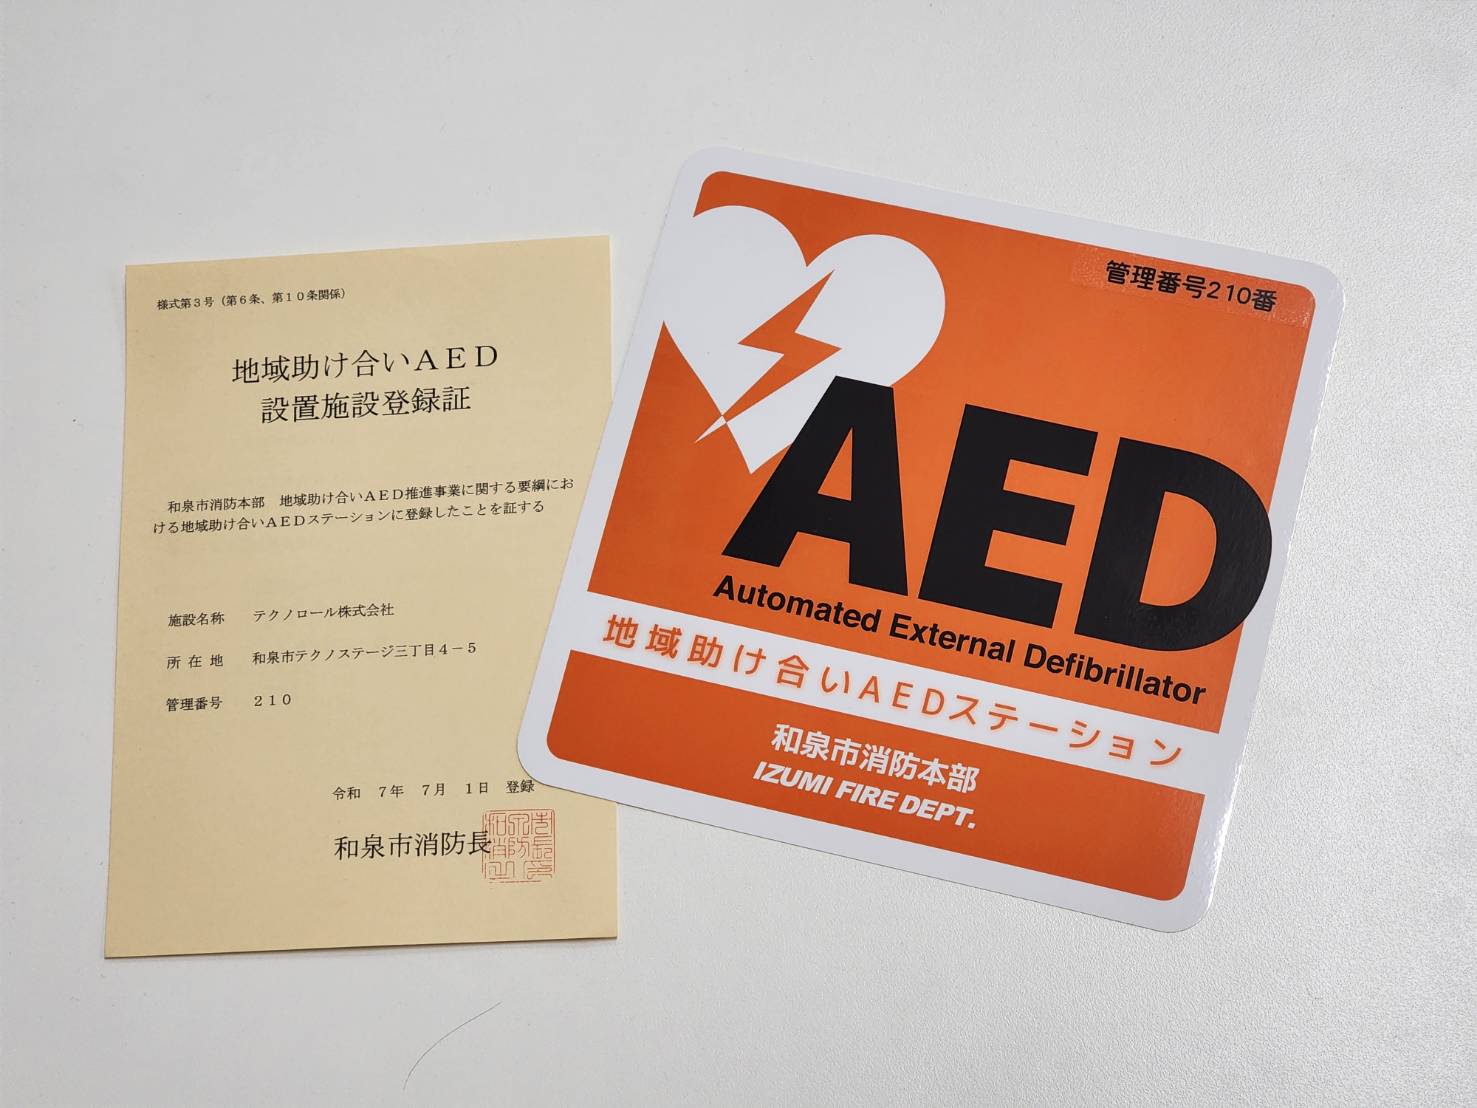 様式第３号（第６条、第１０条関係）
地域助け合いＡＥＤ
設置施設登録証
和泉市消防本部　地域助け合いＡＥＤ推進事業に関する要綱にお
ける地域助け合いＡＥＤステーションに登録したことを証する
施設名称　テクノロール株式会社
所在地　和泉市テクノステージ三丁目４－５
管理番号　２１０
令和　７年　７月　１日　登録
和泉市消防長
管理番号210番
AED
Automated External Defibrillator
地域助け合いAEDステーション
和泉市消防本部
IZUMI FIRE DEPT.